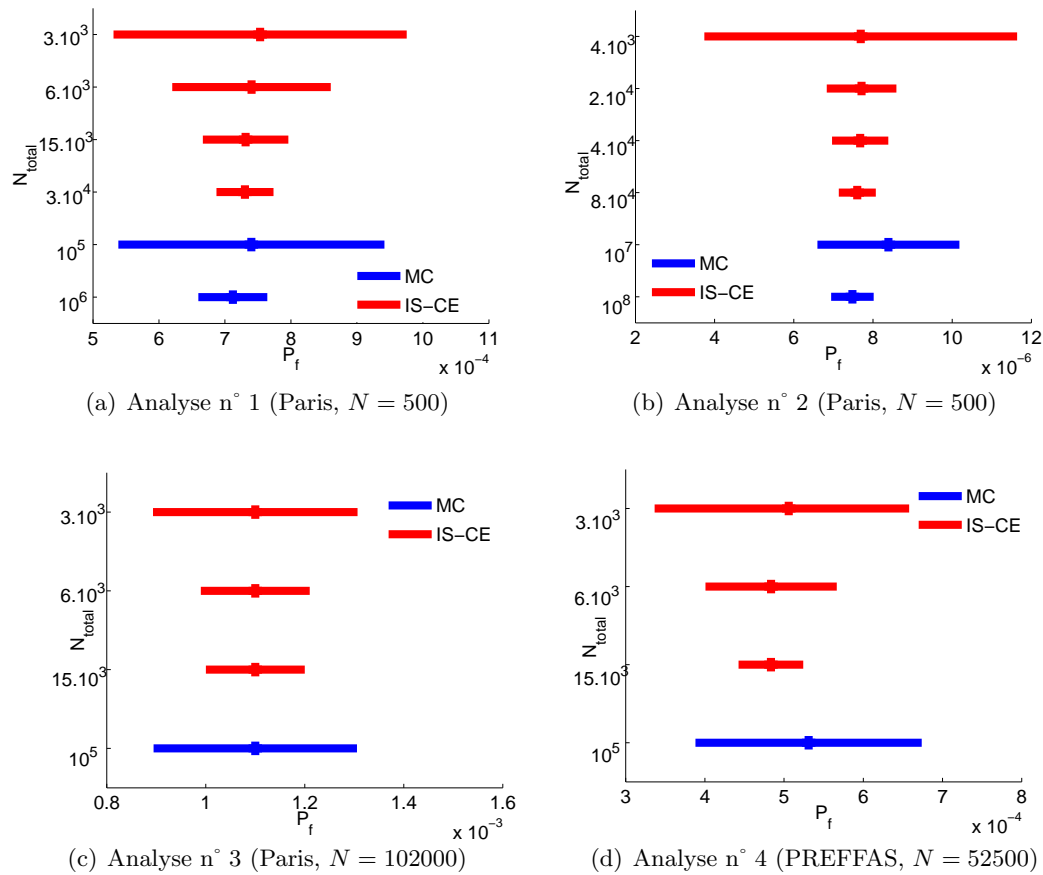 3.10³
6.10³
15.10³
3.10⁴
10⁵
10⁶
N_total
MC
IS−CE
5 6 7 8 9 10 11
P_f
x 10⁻⁴
(a) Analyse n° 1 (Paris, N = 500)
4.10³
2.10⁴
4.10⁴
8.10⁴
10⁷
10⁸
N_total
MC
IS−CE
2 4 6 8 10 12
P_f
x 10⁻⁶
(b) Analyse n° 2 (Paris, N = 500)
3.10³
6.10³
15.10³
10⁵
N_total
MC
IS−CE
0.8 1 1.2 1.4 1.6
P_f
x 10⁻³
(c) Analyse n° 3 (Paris, N = 102000)
3.10³
6.10³
15.10³
10⁵
N_total
MC
IS−CE
3 4 5 6 7 8
P_f
x 10⁻⁴
(d) Analyse n° 4 (PREFFAS, N = 52500)